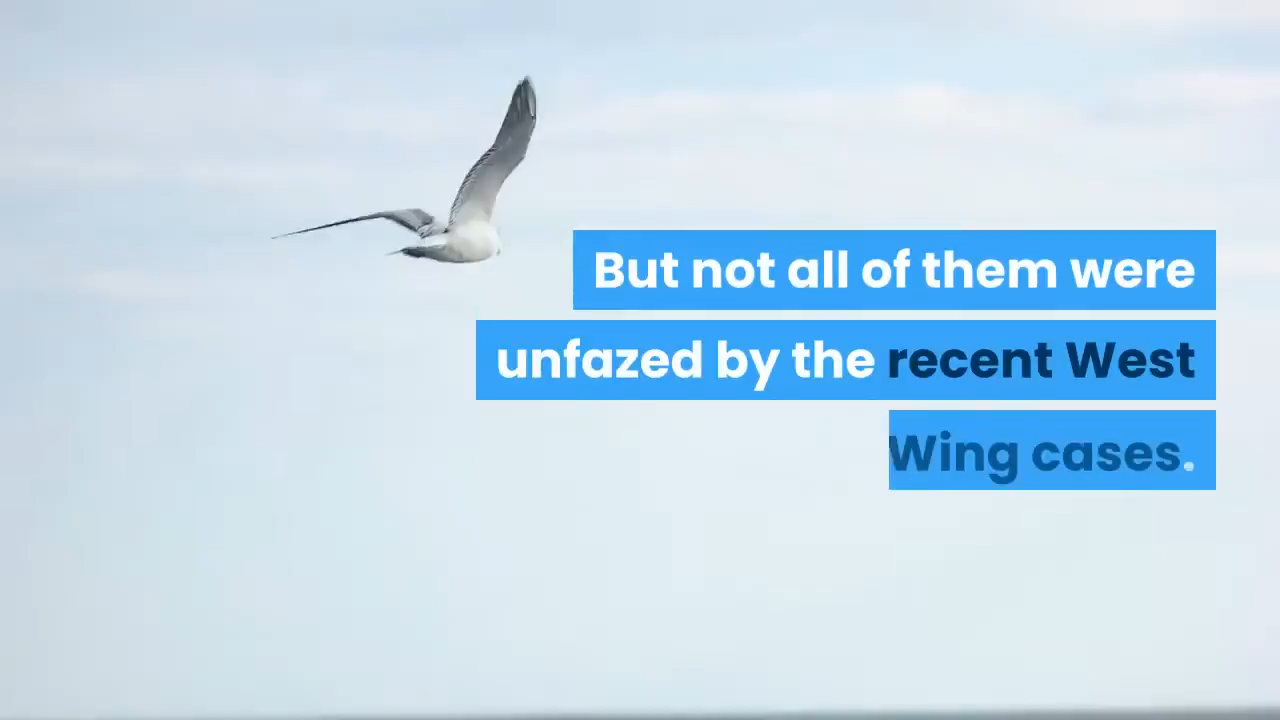 But not all of them were
unfazed by the recent West
Wing cases.